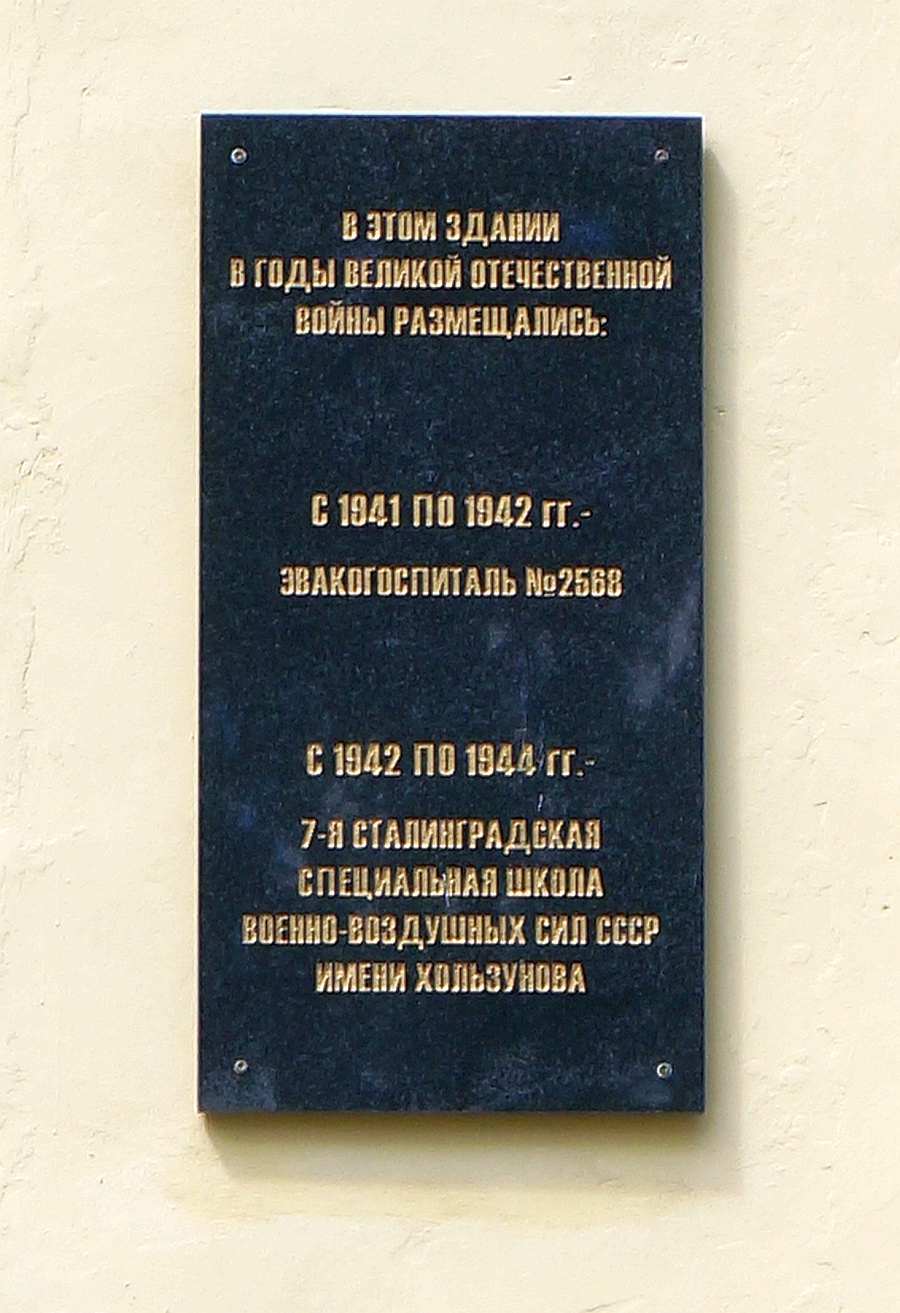 В ЭТОМ ЗДАНИИ
В ГОДЫ ВЕЛИКОЙ ОТЕЧЕСТВЕННОЙ
ВОЙНЫ РАЗМЕЩАЛИСЬ:
С 1941 ПО 1942 гг.-
ЭВАКОГОСПИТАЛЬ №2568
С 1942 ПО 1944 гг.-
7-Я СТАЛИНГРАДСКАЯ
СПЕЦИАЛЬНАЯ ШКОЛА
ВОЕННО-ВОЗДУШНЫХ СИЛ СССР
ИМЕНИ ХОЛЬЗУНОВА